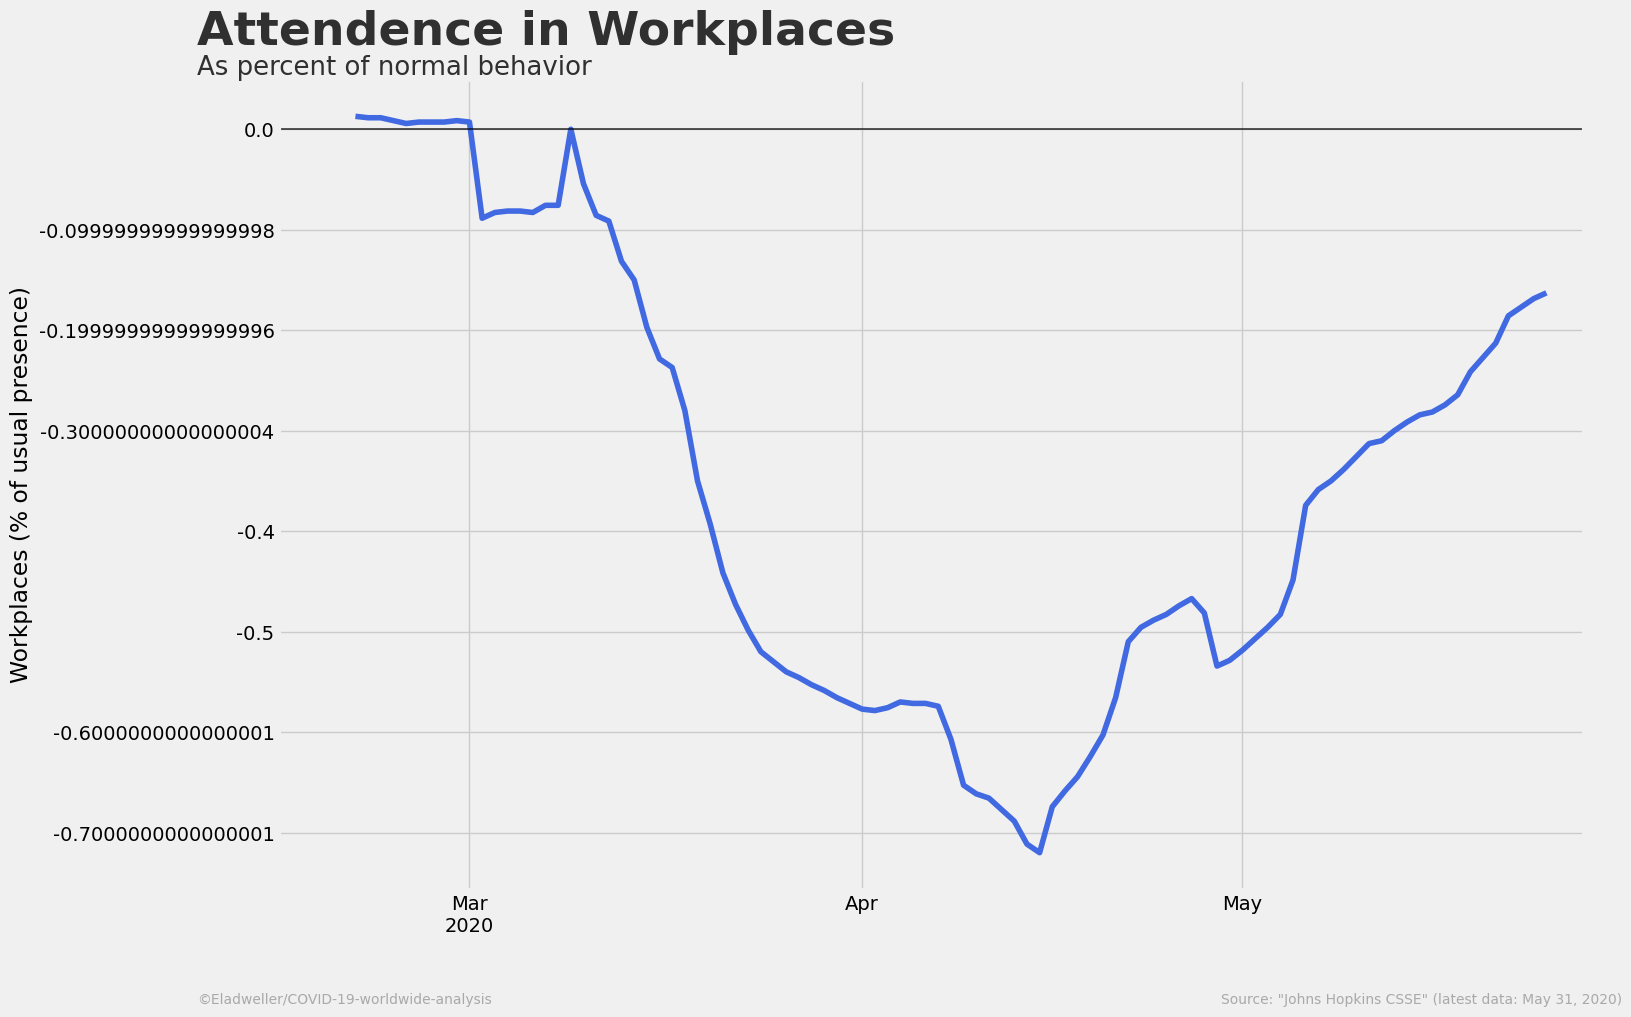 Attendence in Workplaces
As percent of normal behavior
Workplaces (% of usual presence)
0.0
-0.09999999999999998
-0.19999999999999996
-0.30000000000000004
-0.4
-0.5
-0.6000000000000001
-0.7000000000000001
Mar
2020
Apr
May
©Eladweller/COVID-19-worldwide-analysis
Source: "Johns Hopkins CSSE" (latest data: May 31, 2020)